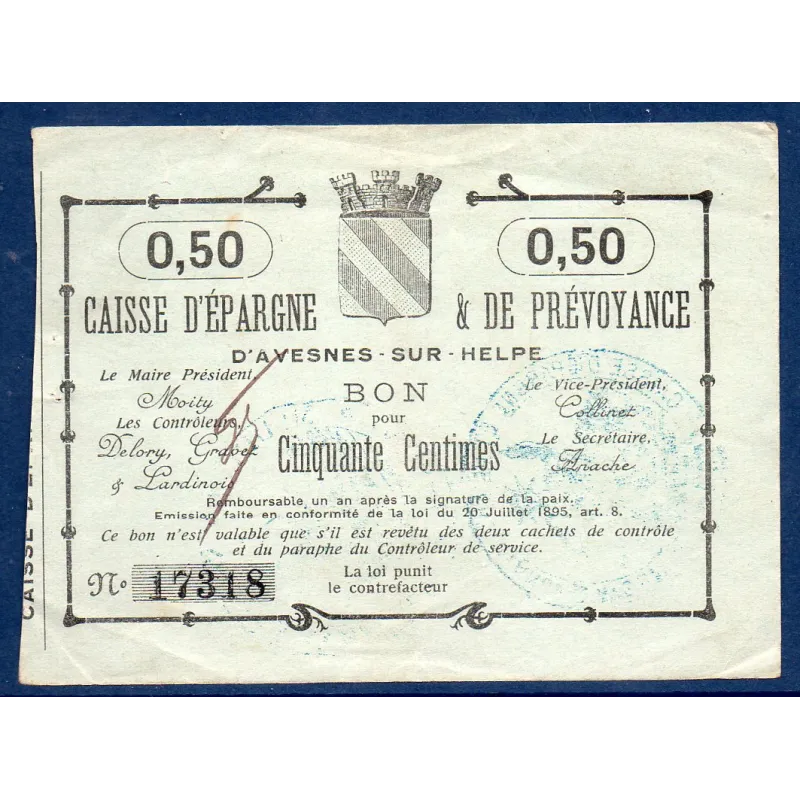 0,50
0,50
CAISSE D'ÉPARGNE & DE PRÉVOYANCE
D'AVESNES-SUR-HELPE
Le Maire Président,
Moity
Les Contrôleurs,
Delory, Gravez
& Lardinois
BON
pour
Cinquante Centimes
Le Vice-Président,
Collinet
Le Secrétaire,
Anache
Remboursable un an après la signature de la paix.
Emission faite en conformité de la loi du 20 Juillet 1895, art. 8.
Ce bon n'est valable que s'il est revêtu des deux cachets de contrôle
et du paraphe du Contrôleur de service.
No 17318
La loi punit
le contrefacteur